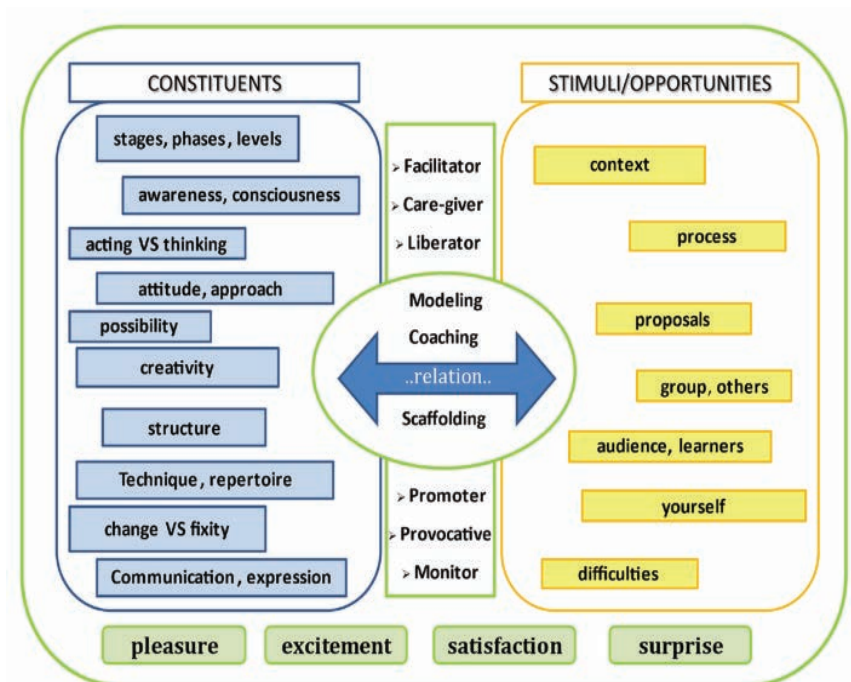 CONSTITUENTS
stages, phases, levels
awareness, consciousness
acting VS thinking
attitude, approach
possibility
creativity
structure
Technique, repertoire
change VS fixity
Communication, expression
➢ Facilitator
➢ Care-giver
➢ Liberator
Modeling
Coaching
..relation..
Scaffolding
➢ Promoter
➢ Provocative
➢ Monitor
STIMULI/OPPORTUNITIES
context
process
proposals
group, others
audience, learners
yourself
difficulties
pleasure
excitement
satisfaction
surprise